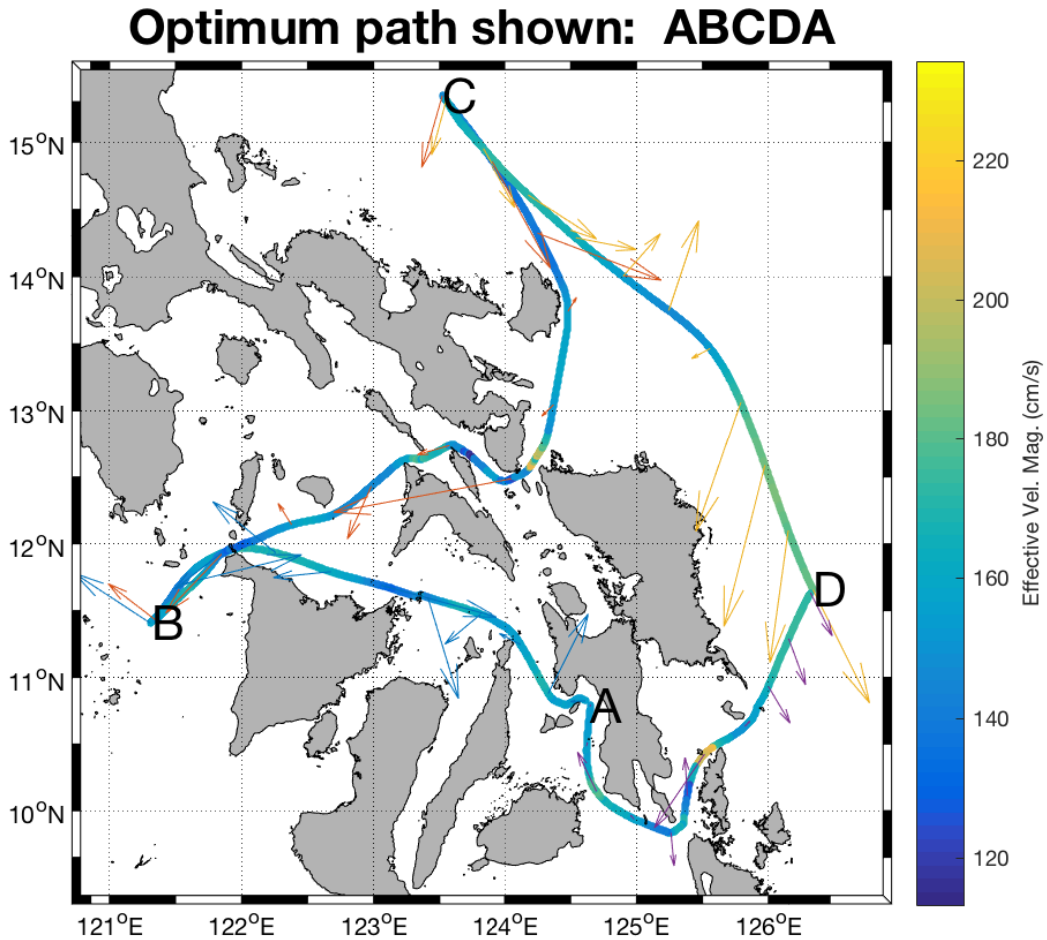 Optimum path shown: ABCDA
C
15°N
14°N
13°N
12°N
11°N
10°N
B
D
A
121°E
122°E
123°E
124°E
125°E
126°E
220
200
180
160
140
120
Effective Vel. Mag. (cm/s)